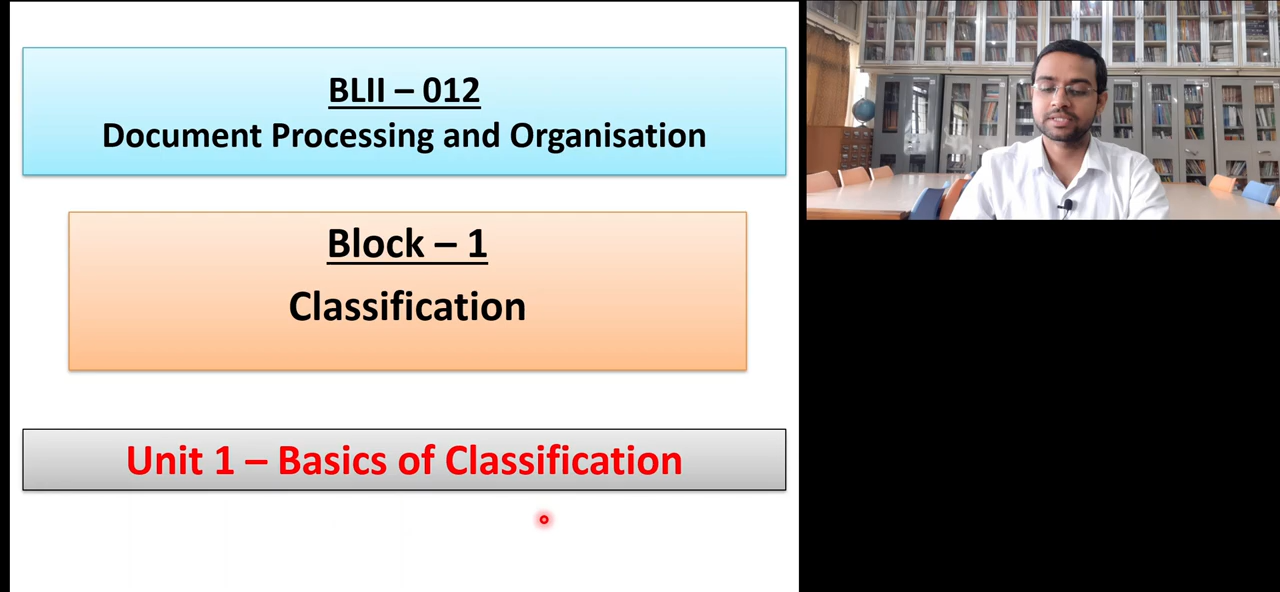 BLII – 012
Document Processing and Organisation
Block – 1
Classification
Unit 1 – Basics of Classification